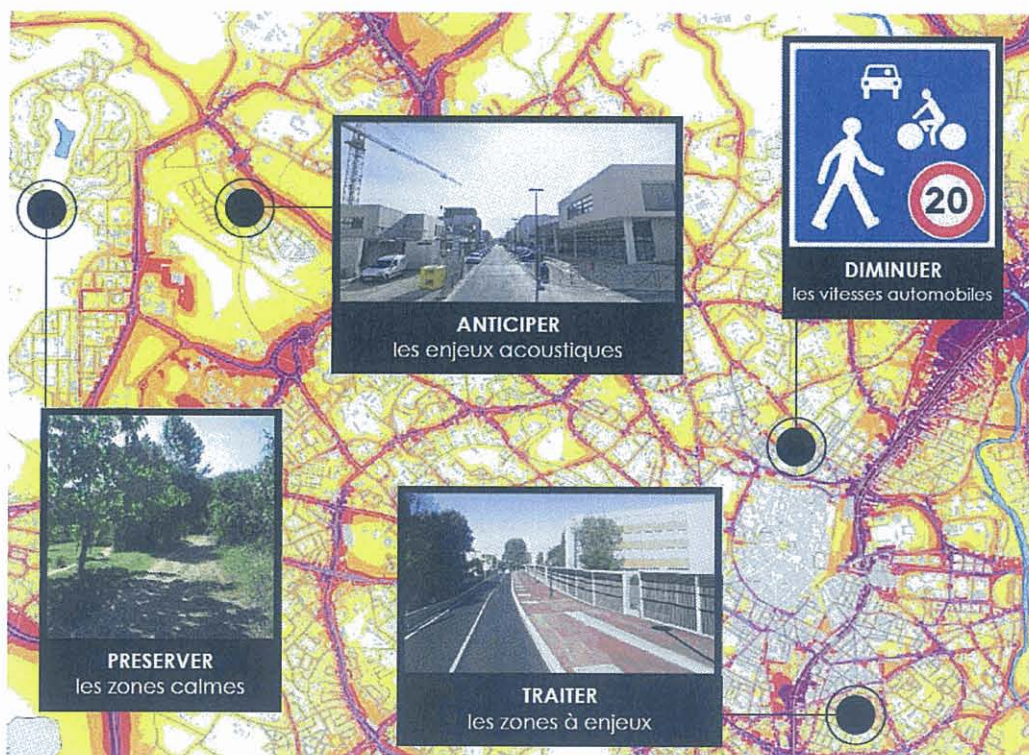 20
DIMINUER
les vitesses automobiles
ANTICIPER
les enjeux acoustiques
PRESERVER
les zones calmes
TRAITER
les zones à enjeux